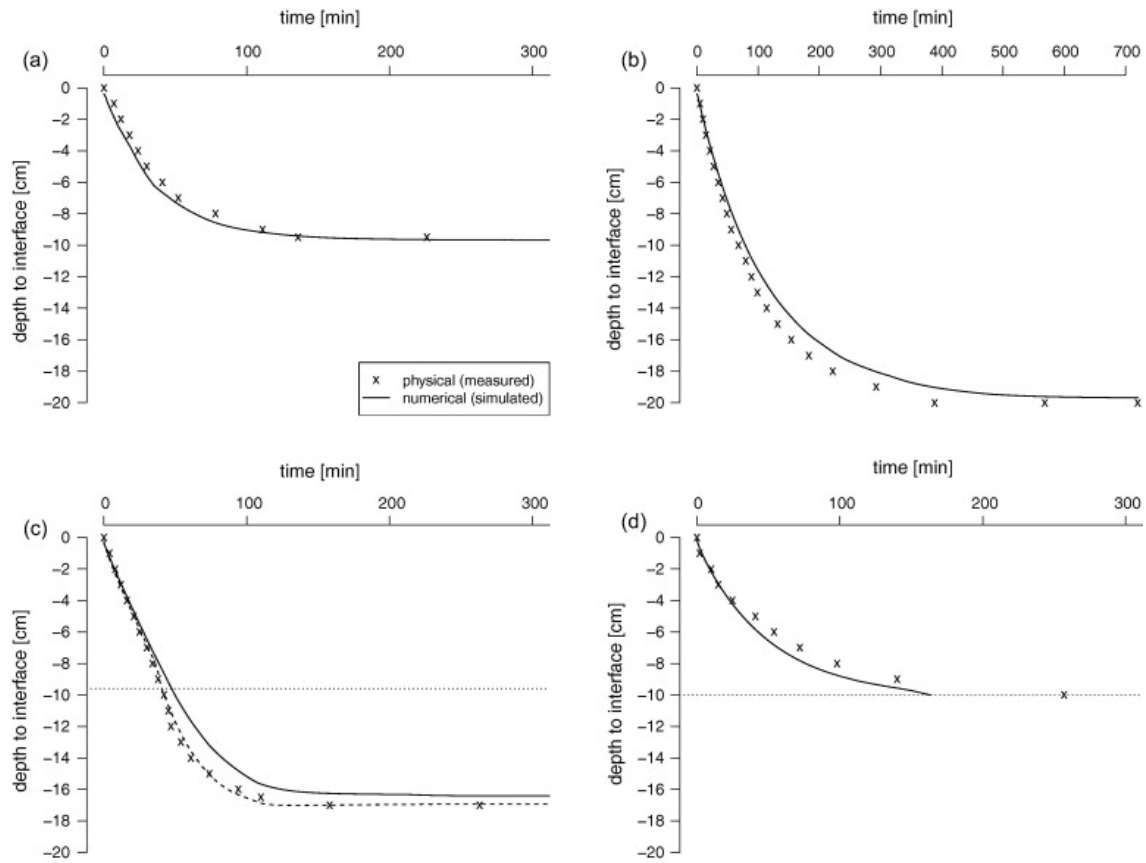 time [min]
0 100 200 300
(a)
depth to interface [cm]
0
−2
−4
−6
−8
−10
−12
−14
−16
−18
−20
x physical (measured)
numerical (simulated)
time [min]
0 100 200 300 400 500 600 700
(b)
depth to interface [cm]
0
−2
−4
−6
−8
−10
−12
−14
−16
−18
−20
time [min]
0 100 200 300
(c)
depth to interface [cm]
0
−2
−4
−6
−8
−10
−12
−14
−16
−18
−20
time [min]
0 100 200 300
(d)
depth to interface [cm]
0
−2
−4
−6
−8
−10
−12
−14
−16
−18
−20